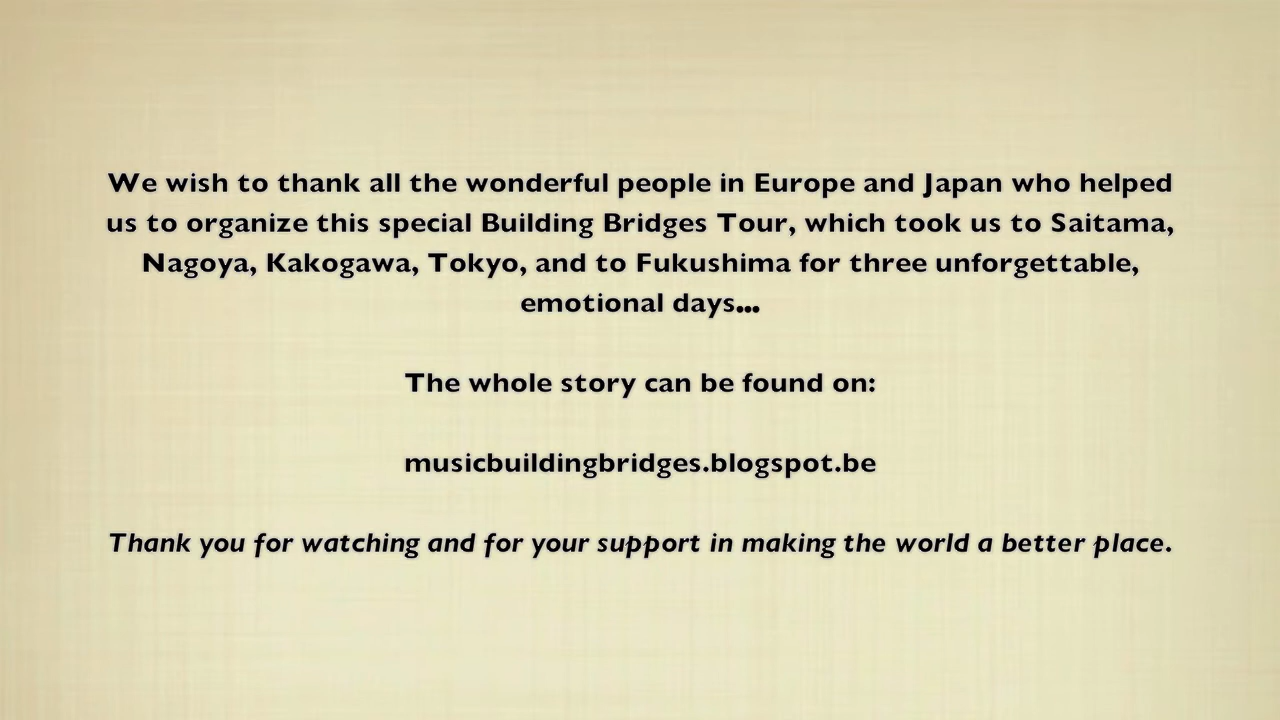 We wish to thank all the wonderful people in Europe and Japan who helped
us to organize this special Building Bridges Tour, which took us to Saitama,
Nagoya, Kakogawa, Tokyo, and to Fukushima for three unforgettable,
emotional days...
The whole story can be found on:
musicbuildingbridges.blogspot.be
Thank you for watching and for your support in making the world a better place.